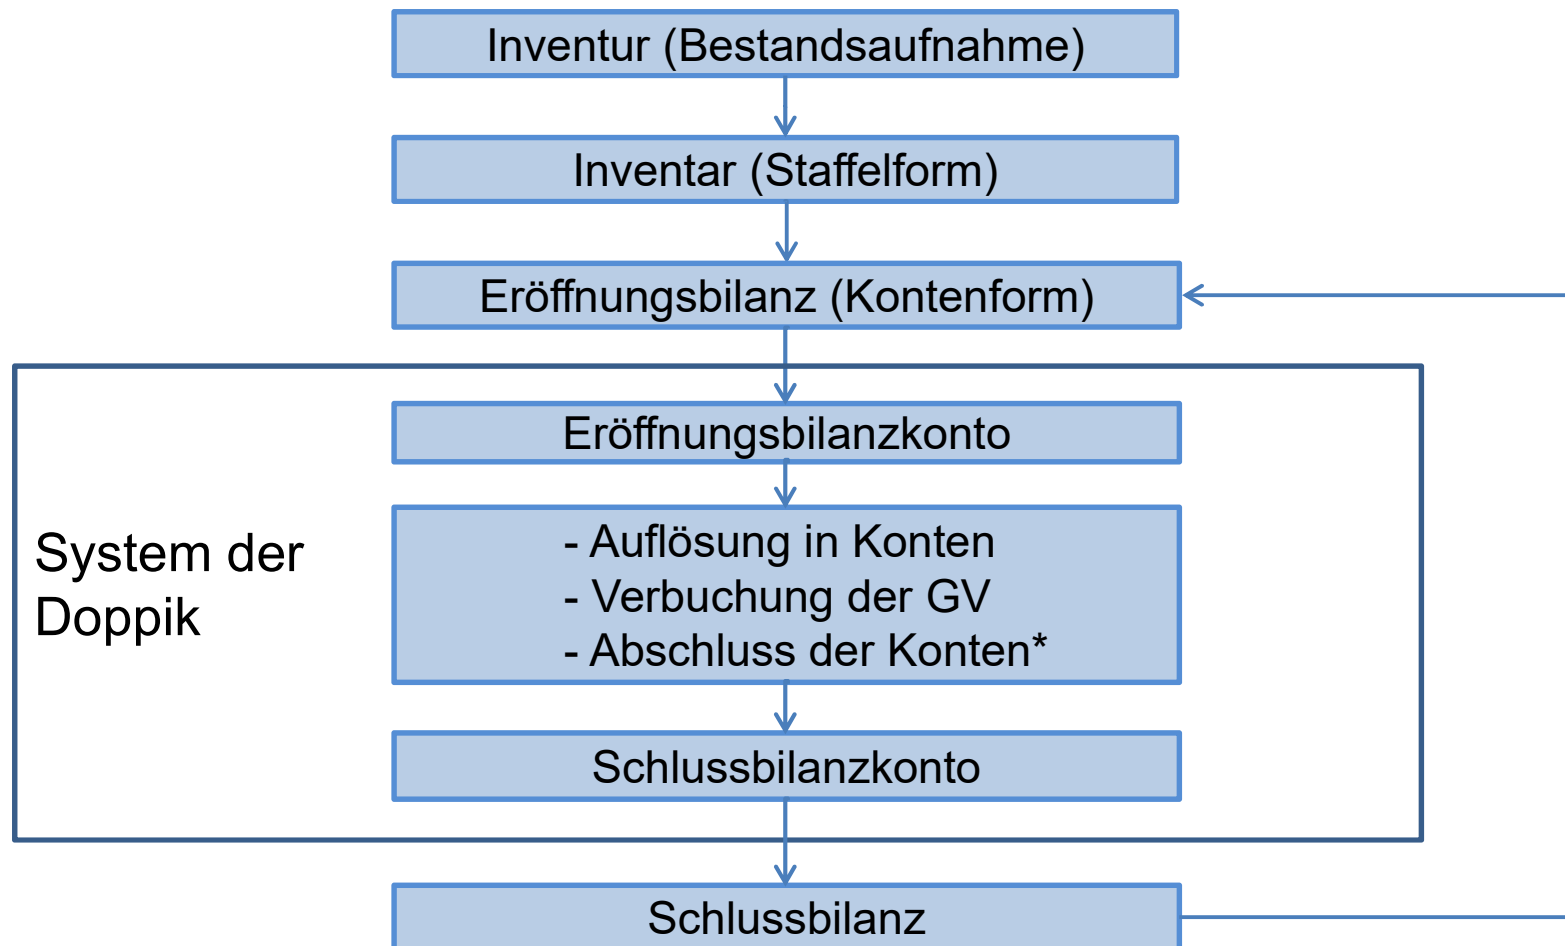 Inventur (Bestandsaufnahme)
Inventar (Staffelform)
Eröffnungsbilanz (Kontenform)
Eröffnungsbilanzkonto
System der
Doppik
- Auflösung in Konten
- Verbuchung der GV
- Abschluss der Konten*
Schlussbilanzkonto
Schlussbilanz